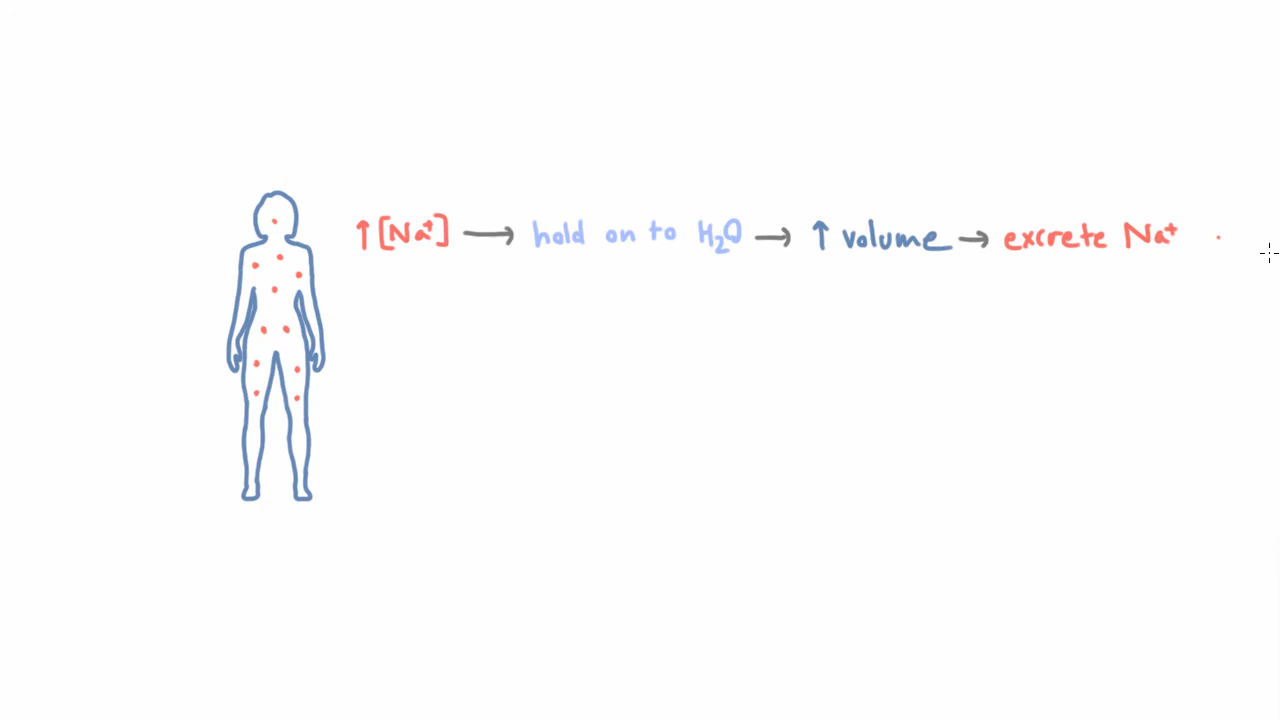 ↑[Na⁺] → hold on to H₂O → ↑ volume → excrete Na⁺